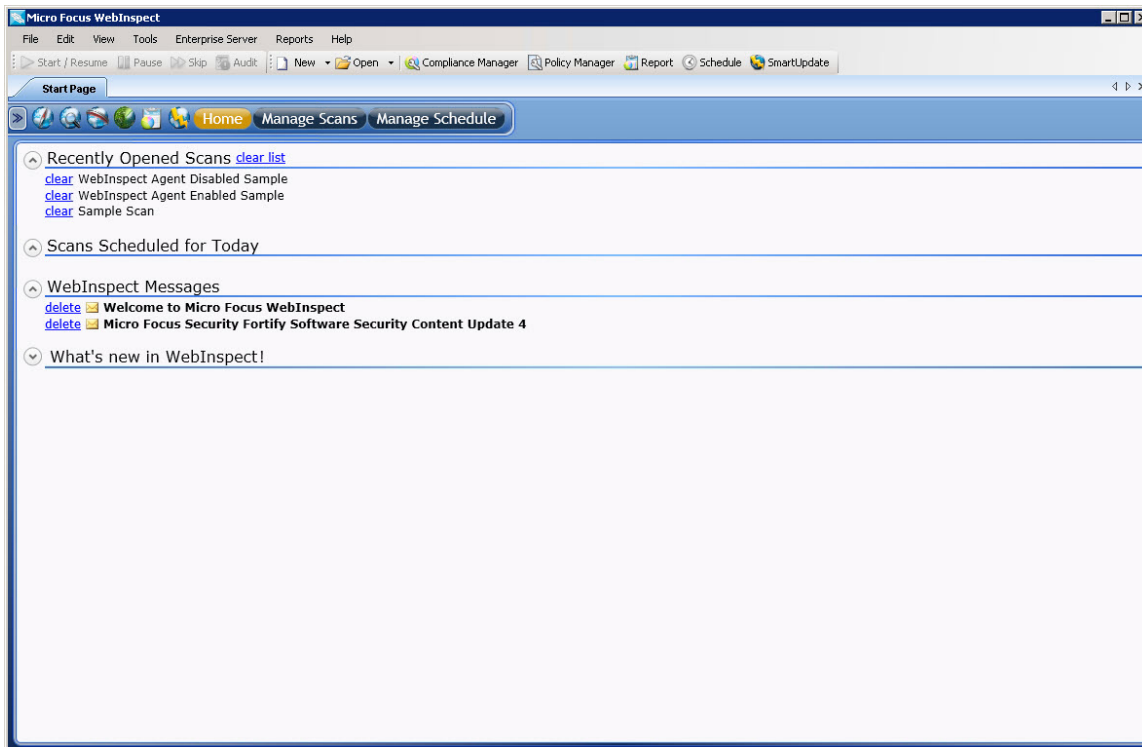 Micro Focus WebInspect
File Edit View Tools Enterprise Server Reports Help
Start / Resume Pause Skip Audit New Open Compliance Manager Policy Manager Report Schedule SmartUpdate
Start Page
Home Manage Scans Manage Schedule
Recently Opened Scans clear list
clear WebInspect Agent Disabled Sample
clear WebInspect Agent Enabled Sample
clear Sample Scan
Scans Scheduled for Today
WebInspect Messages
delete Welcome to Micro Focus WebInspect
delete Micro Focus Security Fortify Software Security Content Update 4
What's new in WebInspect!